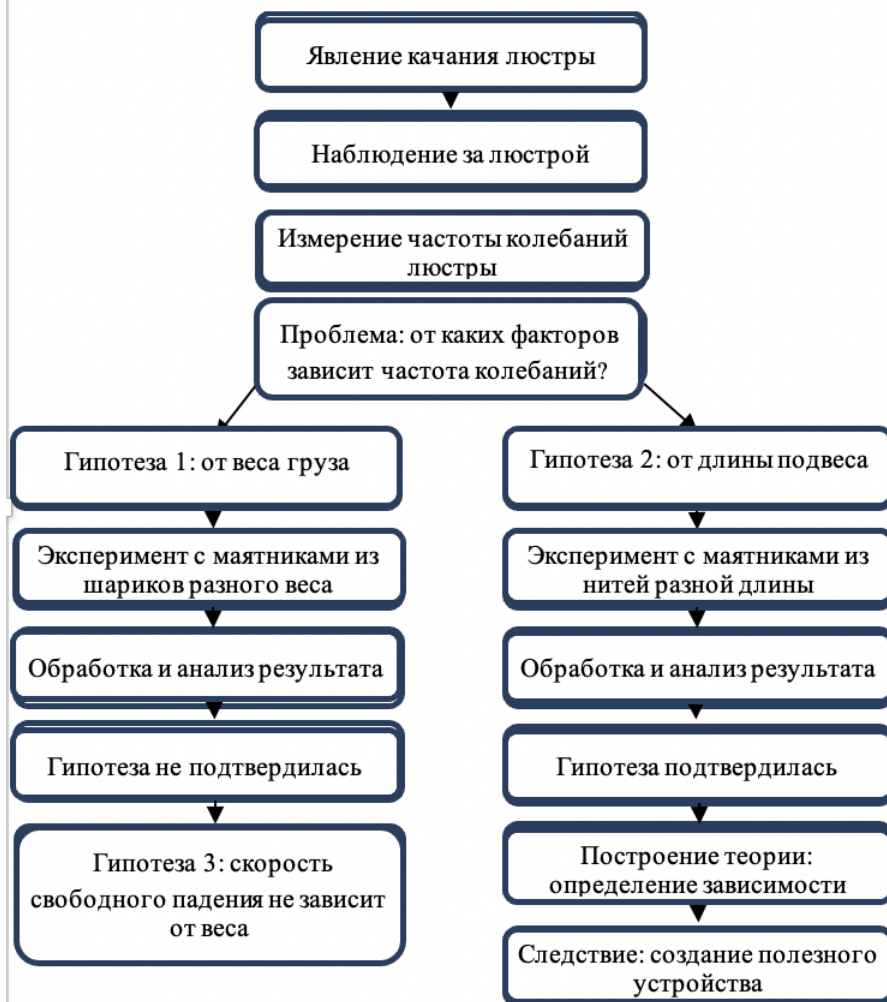 Явление качания люстры
Наблюдение за люстрой
Измерение частоты колебаний
люстры
Проблема: от каких факторов
зависит частота колебаний?
Гипотеза 1: от веса груза
Эксперимент с маятниками из
шариков разного веса
Обработка и анализ результата
Гипотеза не подтвердилась
Гипотеза 3: скорость
свободного падения не зависит
от веса
Гипотеза 2: от длины подвеса
Эксперимент с маятниками из
нитей разной длины
Обработка и анализ результата
Гипотеза подтвердилась
Построение теории:
определение зависимости
Следствие: создание полезного
устройства